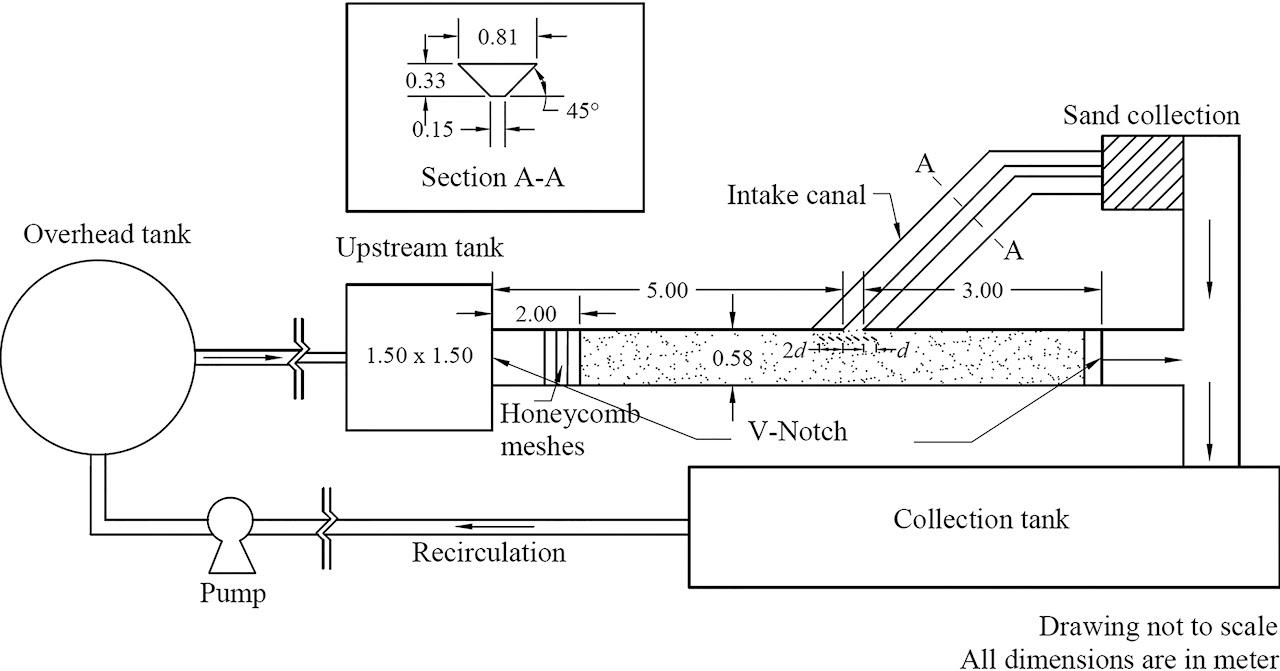 0.81
0.33
45°
0.15
Section A-A
Sand collection
A
Intake canal
A
Overhead tank
Upstream tank
5.00
3.00
2.00
1.50 x 1.50
0.58
2d
d
Honeycomb
meshes
V-Notch
Collection tank
Recirculation
Pump
Drawing not to scale
All dimensions are in meter